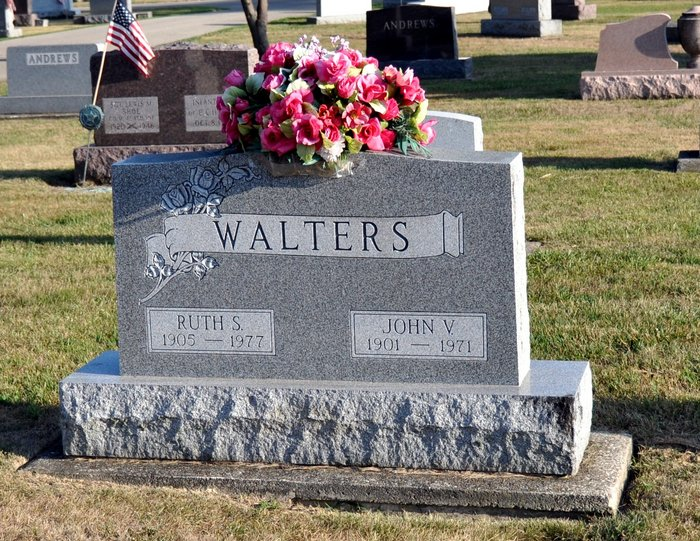 ANDREWS
ANDREWS
WALTERS
RUTH S.
1905 — 1977
JOHN V.
1901 — 1971